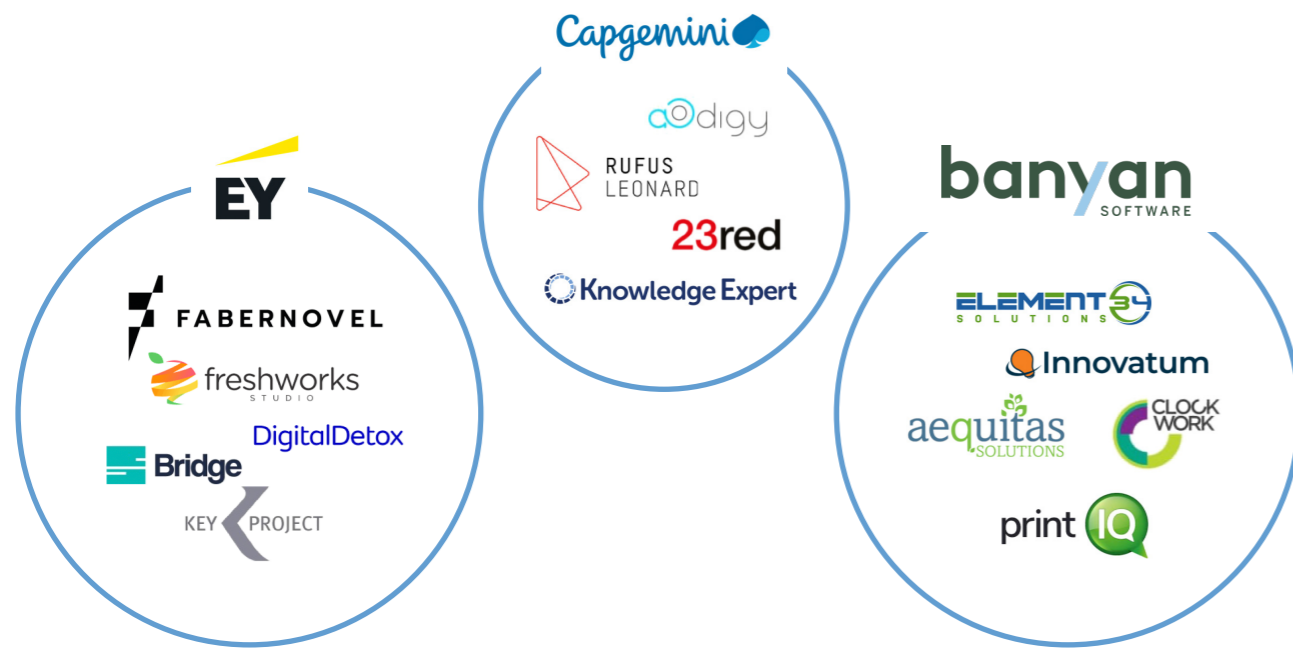 Capgemini
aodigy
RUFUS
LEONARD
23red
Knowledge Expert
EY
FABERNOVEL
freshworks
STUDIO
DigitalDetox
Bridge
KEY PROJECT
banyan
SOFTWARE
ELEMENT 34
SOLUTIONS
Innovatum
aequitas
SOLUTIONS
CLOCK
WORK
print IQ